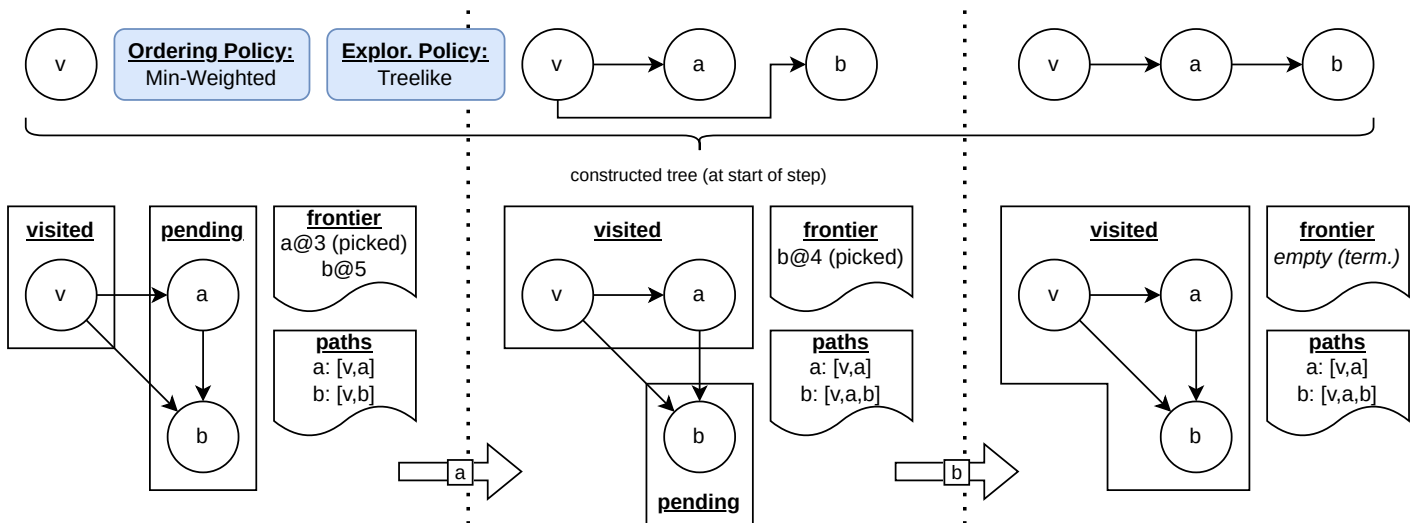 v
Ordering Policy:
Min-Weighted
Explor. Policy:
Treelike
v
a
b
v
a
b
constructed tree (at start of step)
visited
pending
v
a
b
frontier
a@3 (picked)
b@5
paths
a: [v,a]
b: [v,b]
a
visited
v
a
b
pending
frontier
b@4 (picked)
paths
a: [v,a]
b: [v,a,b]
b
visited
v
a
b
frontier
empty (term.)
paths
a: [v,a]
b: [v,a,b]